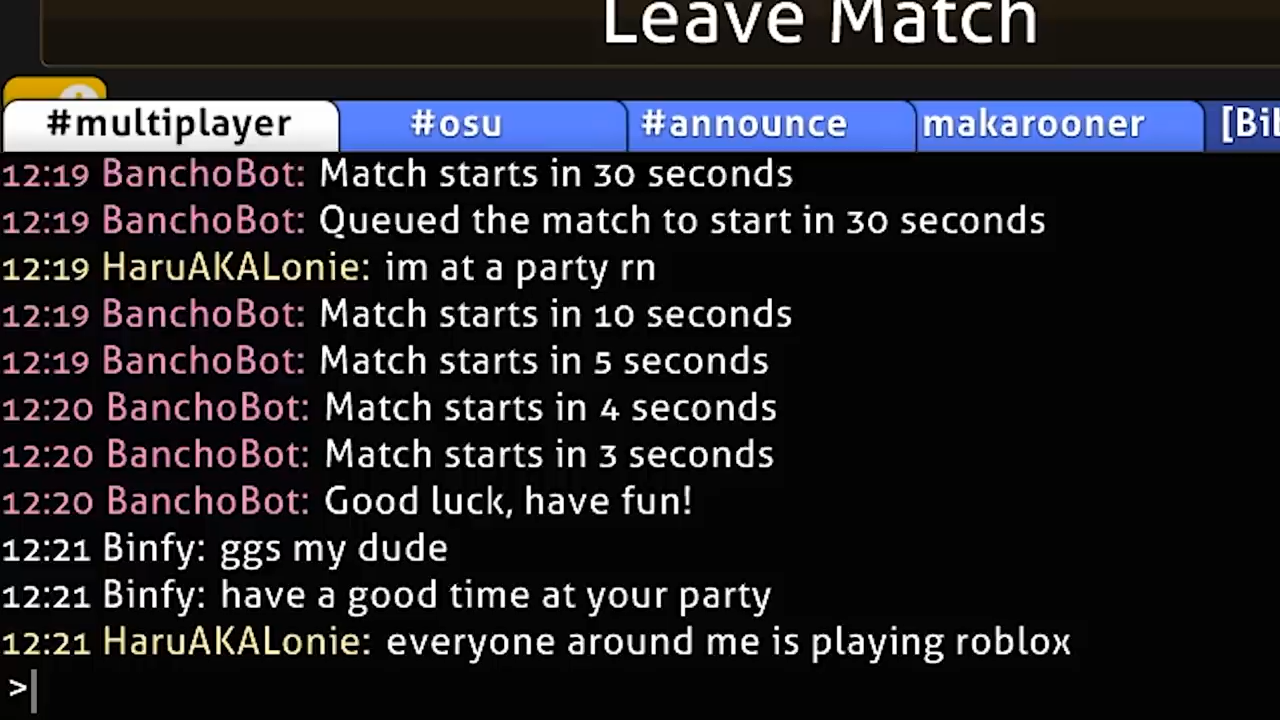 Leave Match
#multiplayer #osu #announce makarooner [Bib
12:19 BanchoBot: Match starts in 30 seconds
12:19 BanchoBot: Queued the match to start in 30 seconds
12:19 HaruAKALonie: im at a party rn
12:19 BanchoBot: Match starts in 10 seconds
12:19 BanchoBot: Match starts in 5 seconds
12:20 BanchoBot: Match starts in 4 seconds
12:20 BanchoBot: Match starts in 3 seconds
12:20 BanchoBot: Good luck, have fun!
12:21 Binfy: ggs my dude
12:21 Binfy: have a good time at your party
12:21 HaruAKALonie: everyone around me is playing roblox
>